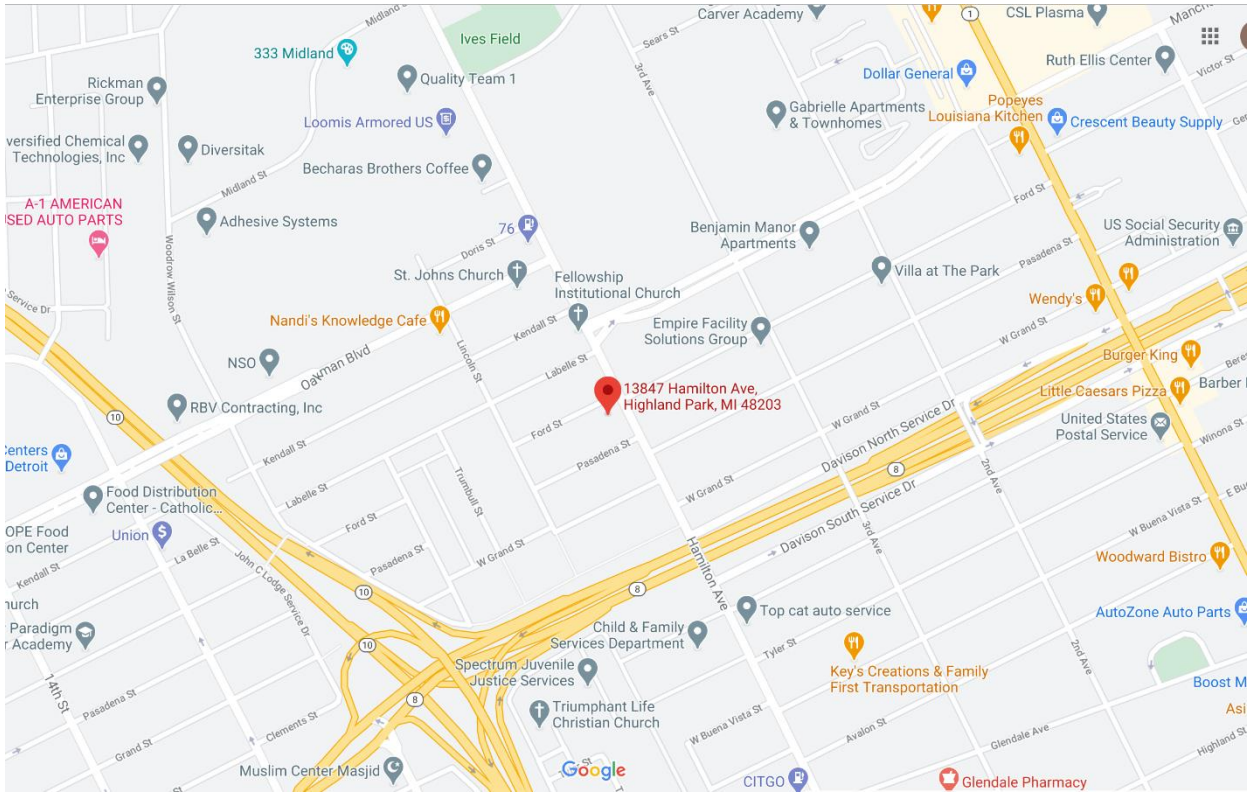 Carver Academy
CSL Plasma
1
Manch
Ives Field
Sears St
333 Midland
3rd Ave
Ruth Ellis Center
Victor St
Quality Team 1
Dollar General
Rickman
Enterprise Group
Gabrielle Apartments
& Townhomes
Popeyes
Louisiana Kitchen
Crescent Beauty Supply
Ger
Loomis Armored US
versified Chemical
Technologies, Inc
Diversitak
Becharas Brothers Coffee
Midland St
Ford St
A-1 AMERICAN
USED AUTO PARTS
Adhesive Systems
76
Benjamin Manor
Apartments
US Social Security
Administration
Pasadena St
Woodrow Wilson St
Doris St
St. Johns Church
Villa at The Park
Fellowship
Institutional Church
Service Dr
Wendy's
Nandi's Knowledge Cafe
Kendall St
Empire Facility
Solutions Group
W Grand St
NSO
Oakman Blvd
Lincoln St
Labelle St
Burger King
Beres
13847 Hamilton Ave,
Highland Park, MI 48203
Little Caesars Pizza
Barber
RBV Contracting, Inc
10
W Grand St
Ford St
United States
Postal Service
Winona St
Centers
Detroit
Kendall St
Pasadena St
Davison North Service Dr
8
2nd Ave
Trumbull St
Labelle St
W Grand St
Food Distribution
Center - Catholic...
Davison South Service Dr
E Bu
Ford St
OPE Food
on Center
Union
W Buena Vista St
3rd Ave
La Belle St
Pasadena St
W Grand St
Hamilton Ave
Woodward Bistro
Kendall St
John C Lodge Service Dr
10
8
hurch
Top cat auto service
AutoZone Auto Parts
Paradigm
r Academy
10
Child & Family
Services Department
Tyler St
2nd Ave
14th St
Spectrum Juvenile
Justice Services
Key's Creations & Family
First Transportation
Boost M
Pasadena St
8
Triumphant Life
Christian Church
Asi
Clements St
W Buena Vista St
Avalon St
Glendale Ave
Grand St
Highland St
Muslim Center Masjid
Google
CITGO
Glendale Pharmacy